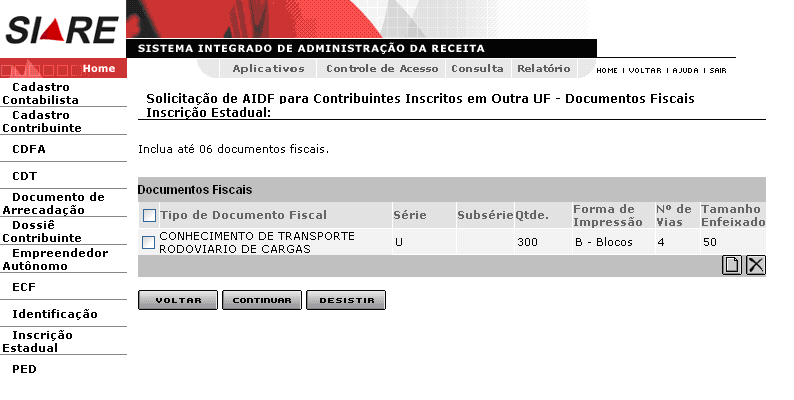 SIARE
SISTEMA INTEGRADO DE ADMINISTRAÇÃO DA RECEITA
Home
Aplicativos Controle de Acesso Consulta Relatório
HOME | VOLTAR | AJUDA | SAIR
Cadastro
Contabilista
Cadastro
Contribuinte
CDFA
CDT
Documento de
Arrecadação
Dossiê
Contribuinte
Empreendedor
Autônomo
ECF
Identificação
Inscrição
Estadual
PED
Solicitação de AIDF para Contribuintes Inscritos em Outra UF - Documentos Fiscais
Inscrição Estadual:
Inclua até 06 documentos fiscais.
Documentos Fiscais
Tipo de Documento Fiscal Série Subsérie Qtde. Forma de Impressão Nº de Vias Tamanho Enfeixado
CONHECIMENTO DE TRANSPORTE
RODOVIARIO DE CARGAS U 300 B - Blocos 4 50
VOLTAR CONTINUAR DESISTIR